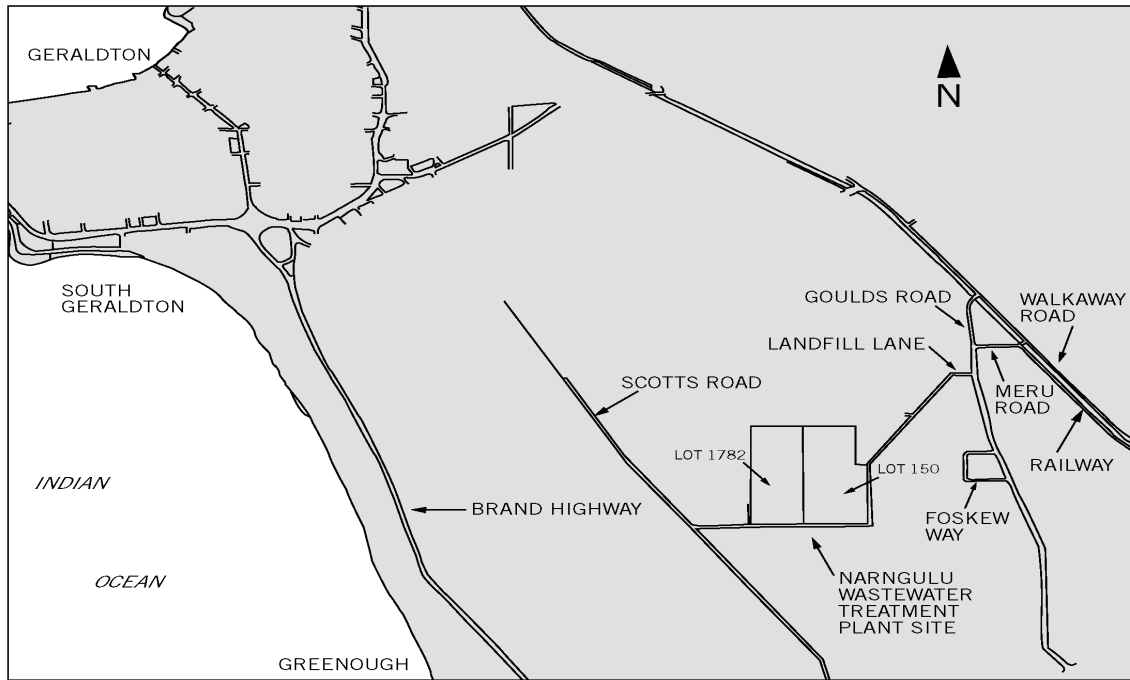 GERALDTON
N
SOUTH
GERALDTON
GOULDS ROAD
WALKAWAY
ROAD
LANDFILL LANE
SCOTTS ROAD
MERU
ROAD
LOT 1782
LOT 150
RAILWAY
INDIAN
BRAND HIGHWAY
FOSKEW
WAY
OCEAN
NARNGULU
WASTEWATER
TREATMENT
PLANT SITE
GREENOUGH